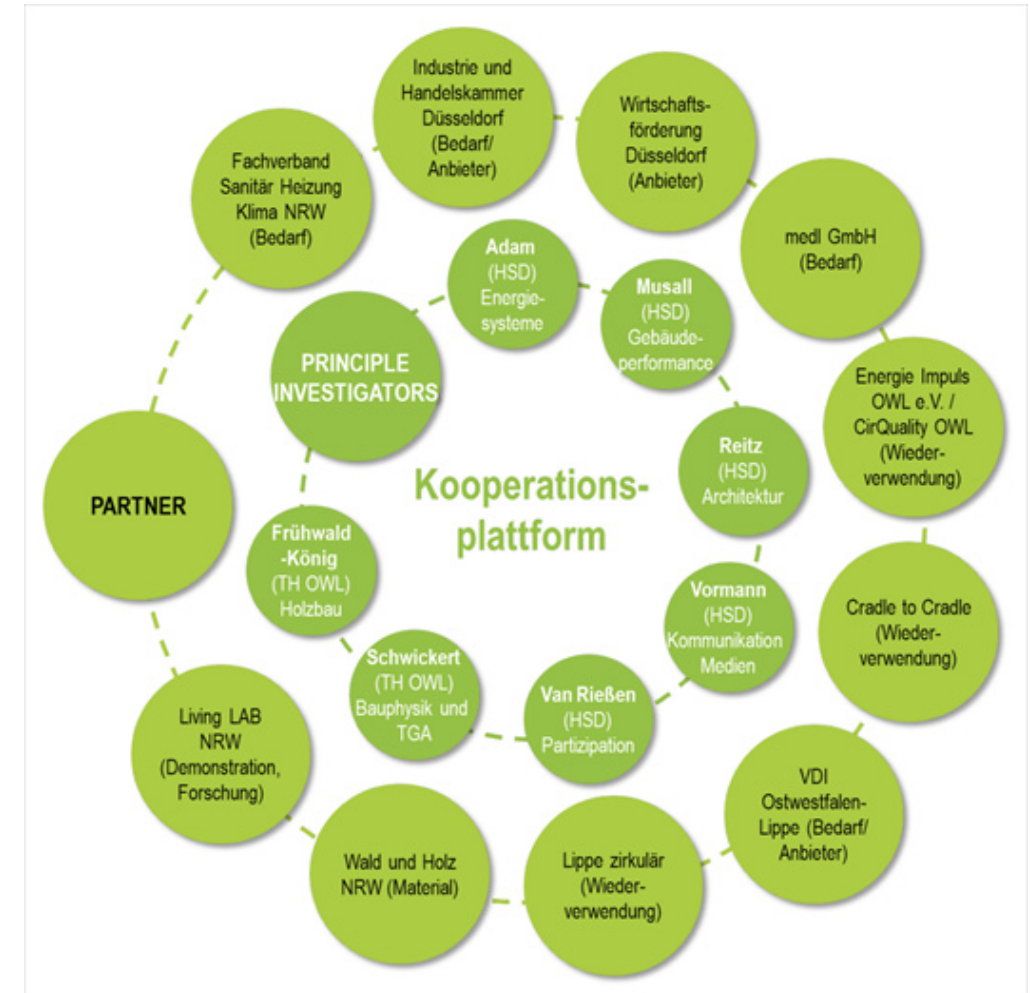 Industrie und
Handelskammer
Düsseldorf
(Bedarf/
Anbieter)
Wirtschafts-
förderung
Düsseldorf
(Anbieter)
Fachverband
Sanitär Heizung
Klima NRW
(Bedarf)
medl GmbH
(Bedarf)
Adam
(HSD)
Energie-
systeme
Musall
(HSD)
Gebäude-
performance
PRINCIPLE
INVESTIGATORS
Energie Impuls
OWL e.V. /
CirQuality OWL
(Wieder-
verwendung)
Reitz
(HSD)
Architektur
Kooperations-
plattform
PARTNER
Frühwald
-König
(TH OWL)
Holzbau
Vormann
(HSD)
Kommunikation
Medien
Cradle to Cradle
(Wieder-
verwendung)
Schwickert
(TH OWL)
Bauphysik und
TGA
Van Rießen
(HSD)
Partizipation
Living LAB
NRW
(Demonstration,
Forschung)
VDI
Ostwestfalen-
Lippe (Bedarf/
Anbieter)
Wald und Holz
NRW (Material)
Lippe zirkulär
(Wieder-
verwendung)